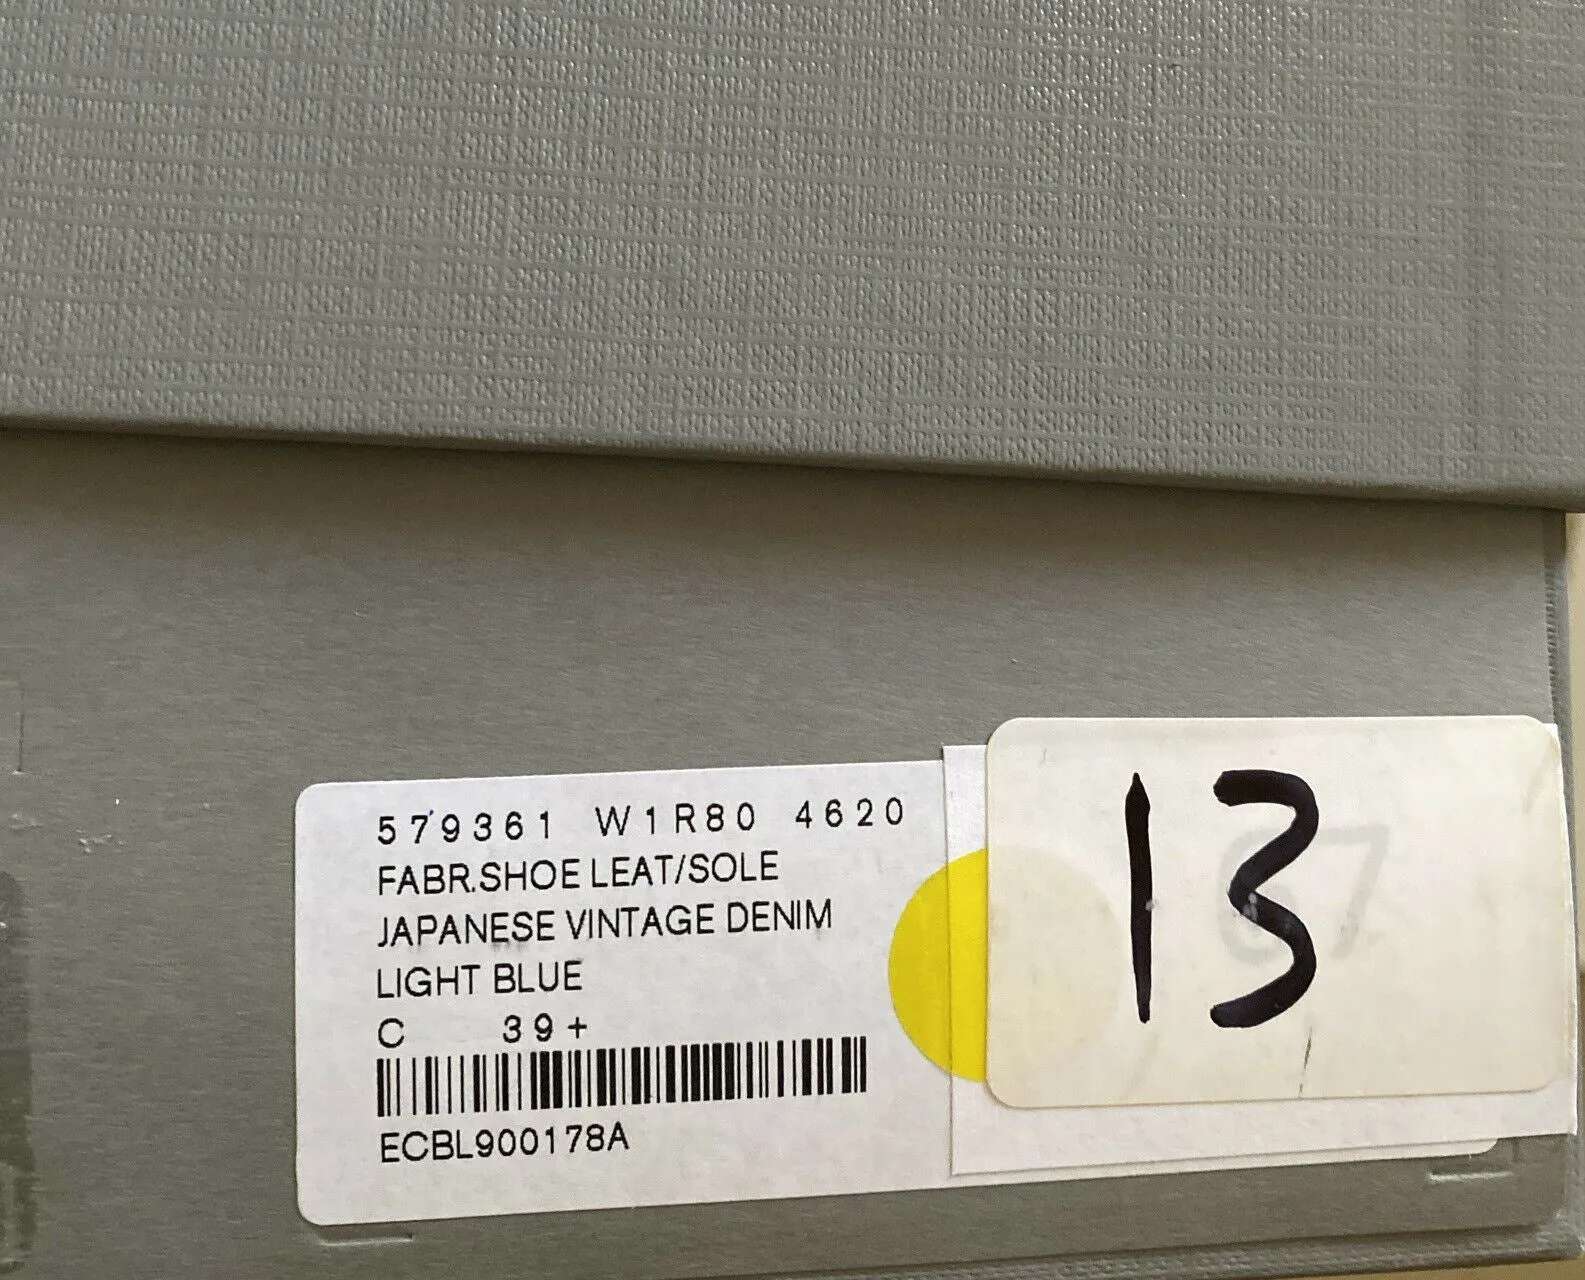 579361 W1R80 4620
FABR.SHOE LEAT/SOLE
JAPANESE VINTAGE DENIM
LIGHT BLUE
C 39+
ECBL900178A
13